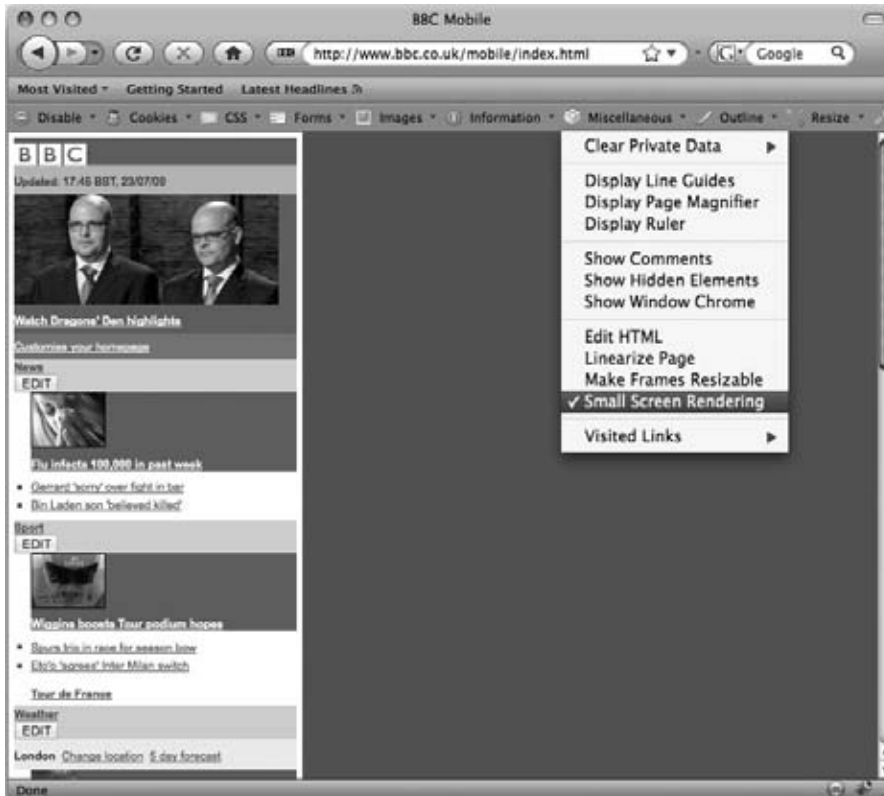 BBC Mobile
http://www.bbc.co.uk/mobile/index.html
Google
Most Visited
Getting Started
Latest Headlines
Disable
Cookies
CSS
Forms
Images
Information
Miscellaneous
Outline
Resize
BBC
Updated: 17:45 BST, 23/07/09
Watch Dragons' Den highlights
Customise your homepage
News
EDIT
Flu infects 100,000 in past week
Gerrard 'sorry' over fight in bar
Bin Laden son 'believed killed'
Sport
EDIT
Wiggins boosts Tour podium hopes
Spurs trio in race for season bow
Eto'o 'agrees' Inter Milan switch
Tour de France
Weather
EDIT
London Change location 5 day forecast
Clear Private Data
Display Line Guides
Display Page Magnifier
Display Ruler
Show Comments
Show Hidden Elements
Show Window Chrome
Edit HTML
Linearize Page
Make Frames Resizable
✓ Small Screen Rendering
Visited Links
Done